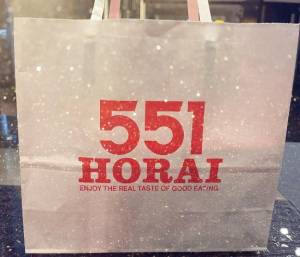 551
HORAI
ENJOY THE REAL TASTE OF GOOD EATING.